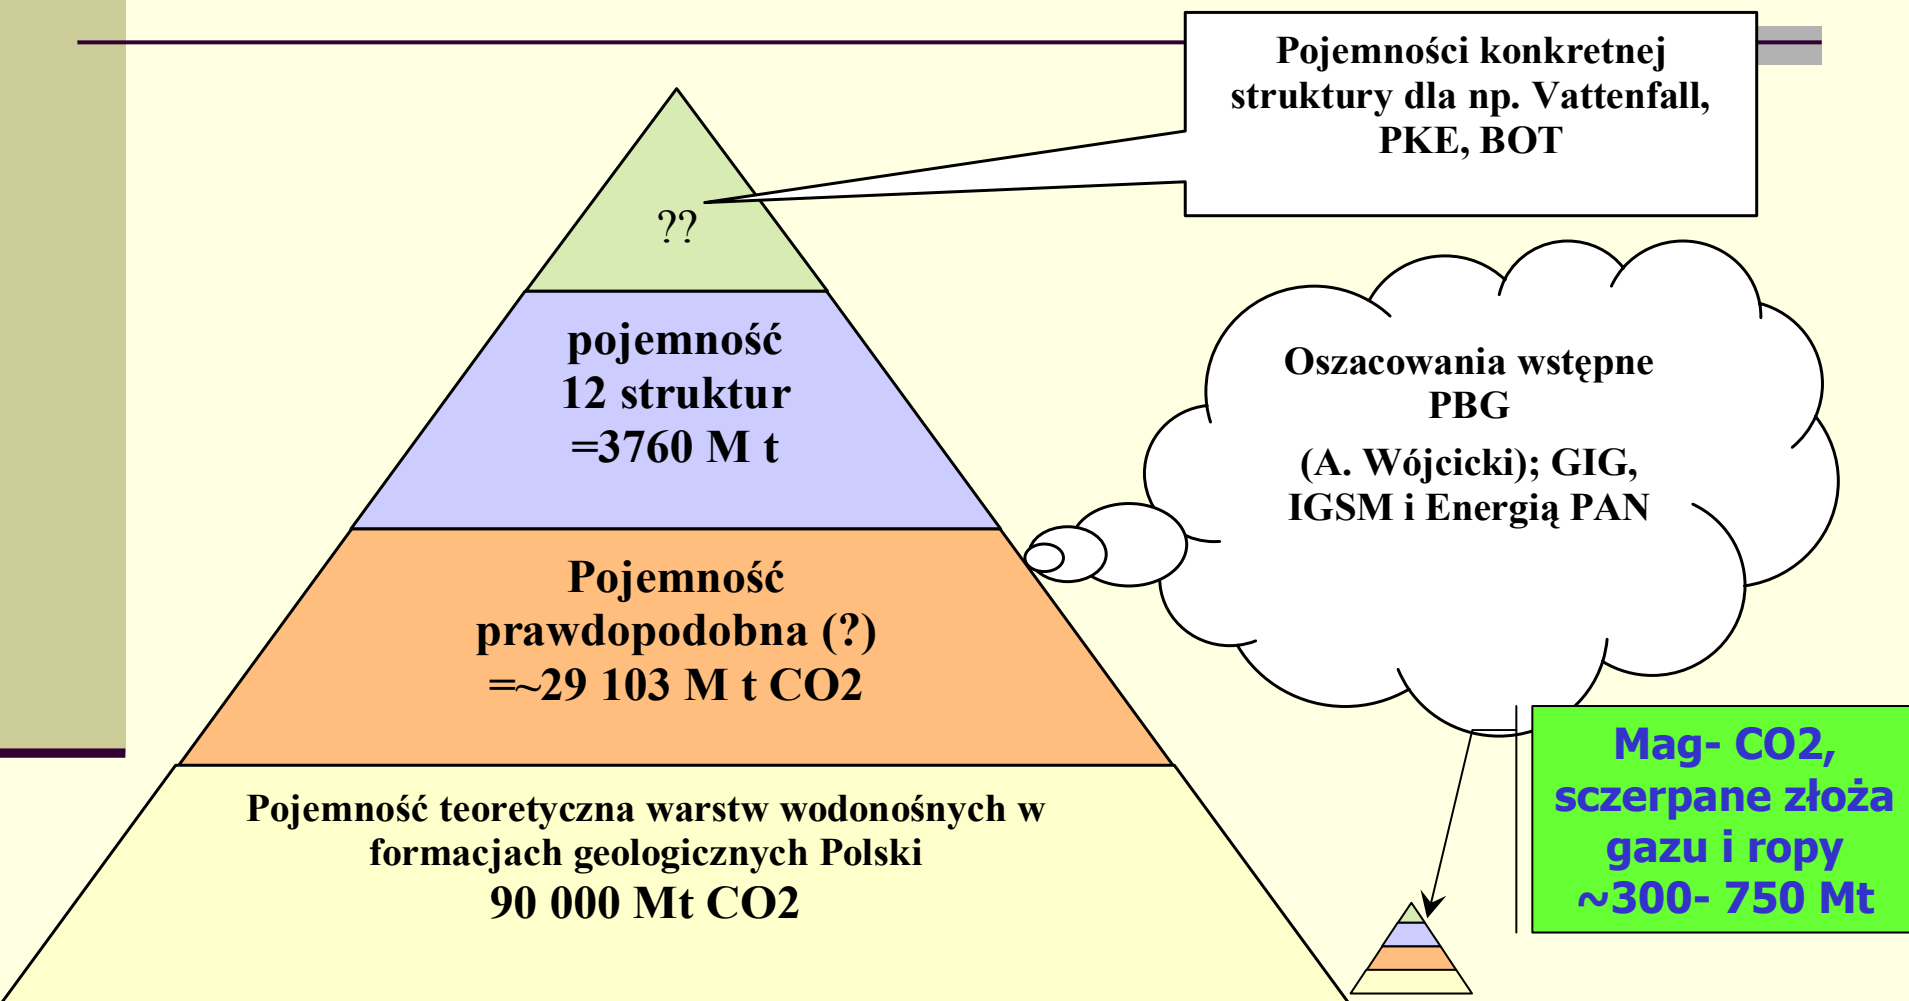 Pojemności konkretnej
struktury dla np. Vattenfall,
PKE, BOT
??
pojemność
12 struktur
=3760 M t
Oszacowania wstępne
PBG
(A. Wójcicki); GIG,
IGSM i Energią PAN
Pojemność
prawdopodobna (?)
=~29 103 M t CO2
Mag- CO2,
sczerpane złoża
gazu i ropy
~300- 750 Mt
Pojemność teoretyczna warstw wodonośnych w
formacjach geologicznych Polski
90 000 Mt CO2